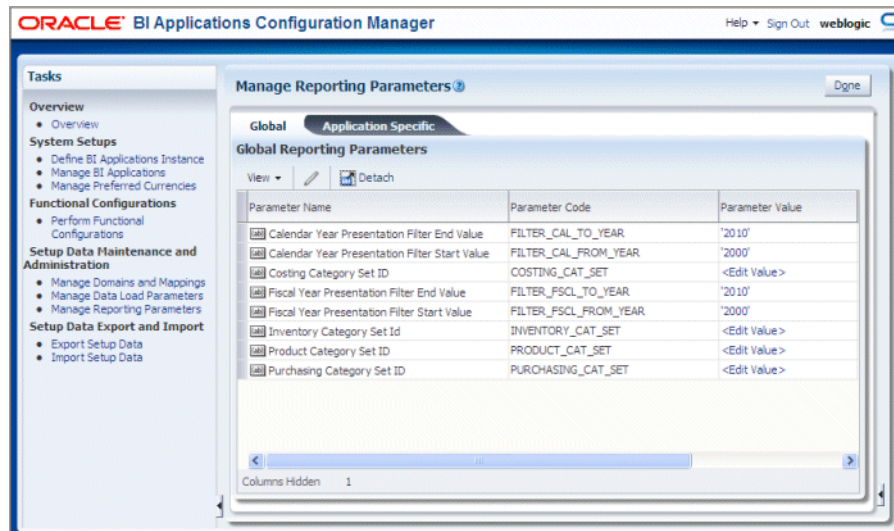 ORACLE® BI Applications Configuration Manager
Help Sign Out weblogic
Tasks
Overview
Overview
System Setups
Define BI Applications Instance
Manage BI Applications
Manage Preferred Currencies
Functional Configurations
Perform Functional
Configurations
Setup Data Maintenance and
Administration
Manage Domains and Mappings
Manage Data Load Parameters
Manage Reporting Parameters
Setup Data Export and Import
Export Setup Data
Import Setup Data
Manage Reporting Parameters
Done
Global Application Specific
Global Reporting Parameters
View Detach
Parameter Name Parameter Code Parameter Value
Calendar Year Presentation Filter End Value FILTER_CAL_TO_YEAR '2010'
Calendar Year Presentation Filter Start Value FILTER_CAL_FROM_YEAR '2000'
Costing Category Set ID COSTING_CAT_SET <Edit Value>
Fiscal Year Presentation Filter End Value FILTER_FSCL_TO_YEAR '2010'
Fiscal Year Presentation Filter Start Value FILTER_FSCL_FROM_YEAR '2000'
Inventory Category Set Id INVENTORY_CAT_SET <Edit Value>
Product Category Set ID PRODUCT_CAT_SET <Edit Value>
Purchasing Category Set ID PURCHASING_CAT_SET <Edit Value>
Columns Hidden 1